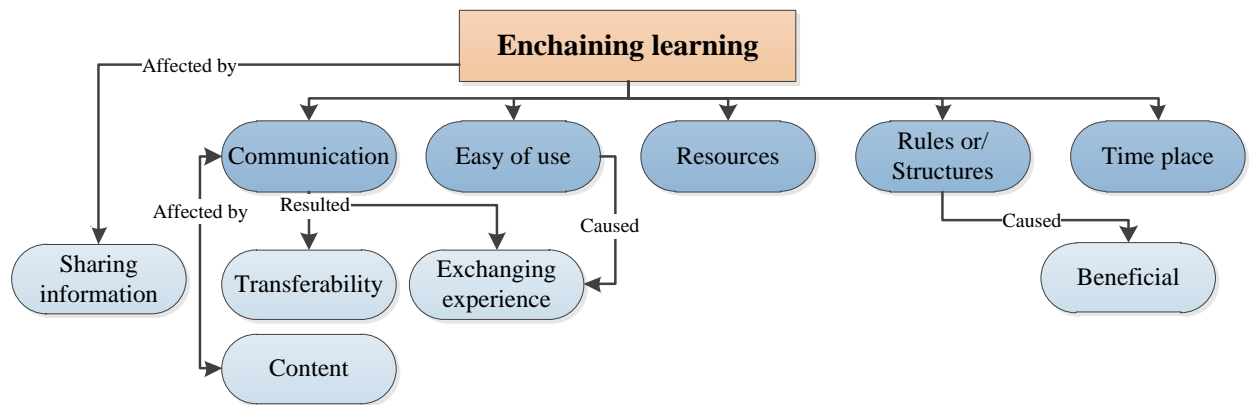 Enchaining learning
Affected by
Communication
Easy of use
Resources
Rules or/
Structures
Time place
Affected by
Resulted
Caused
Caused
Sharing
information
Transferability
Exchanging
experience
Beneficial
Content